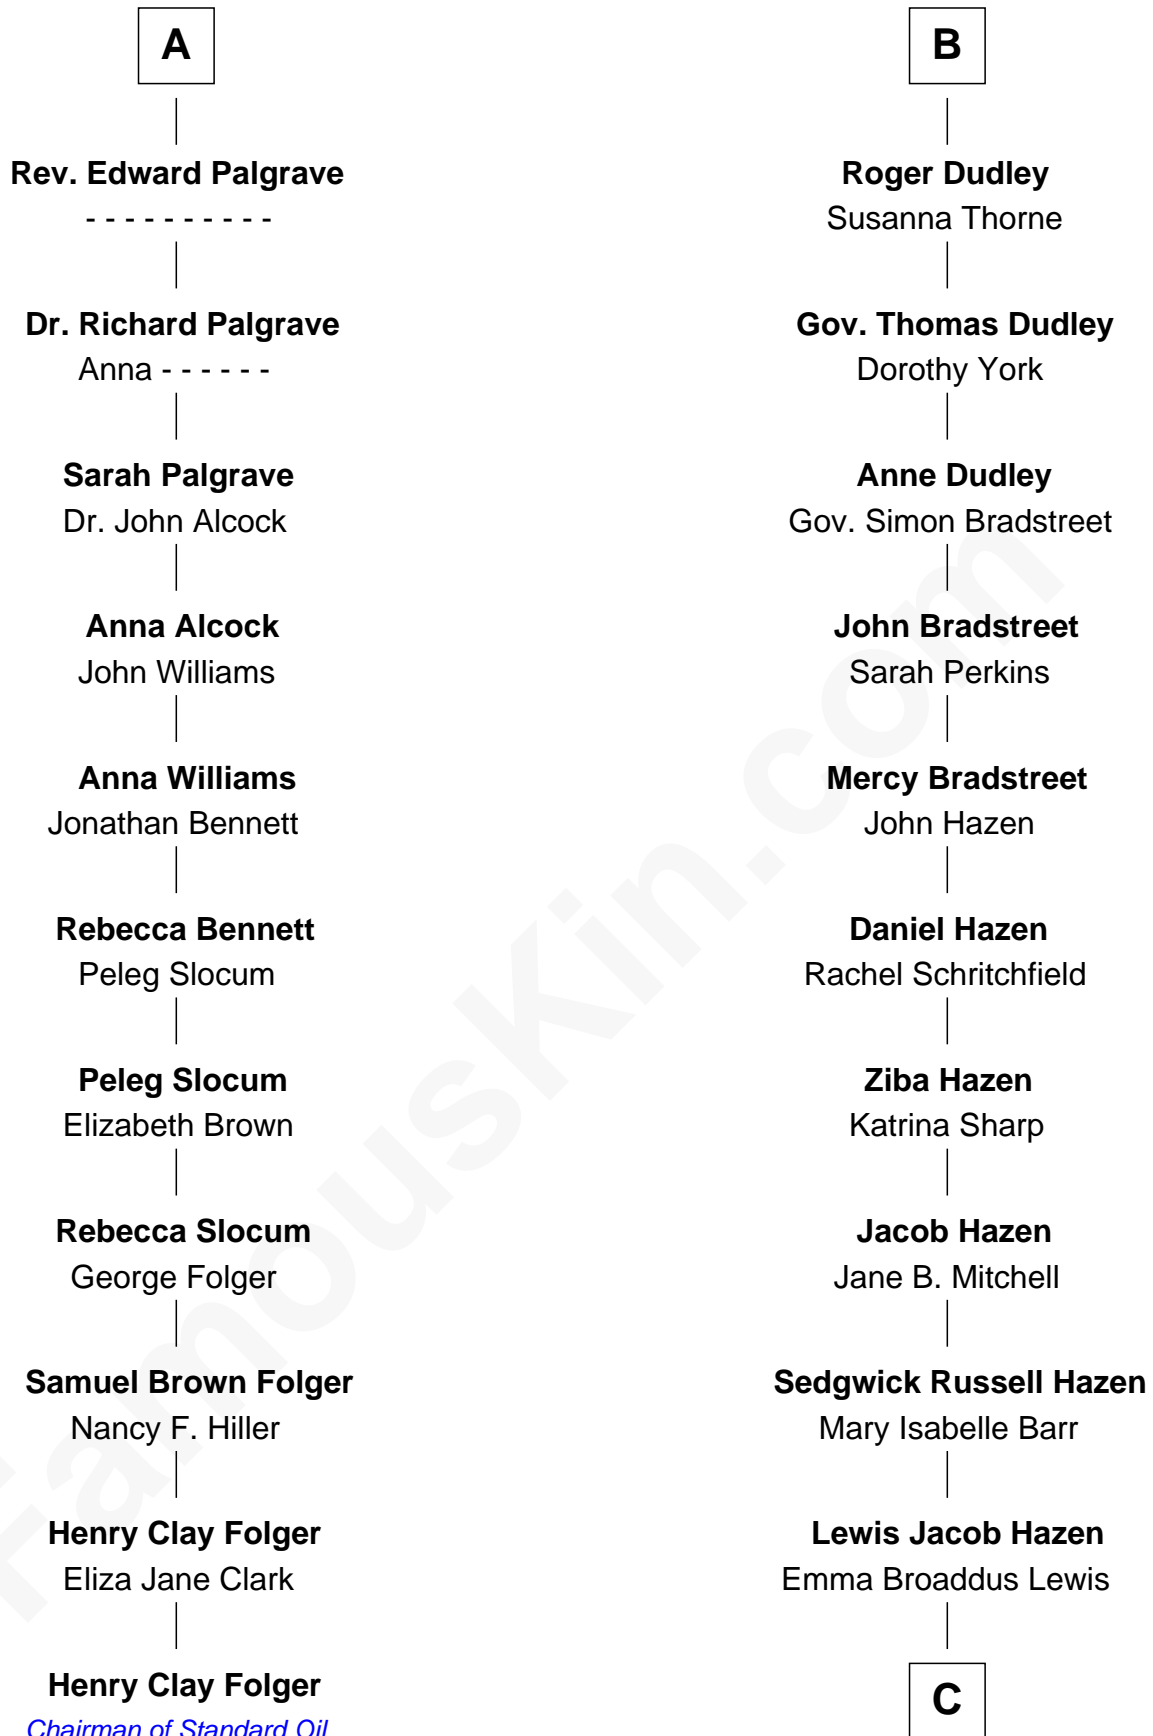 A
Rev. Edward Palgrave
- - - - - - - - - -
Dr. Richard Palgrave
Anna - - - - - -
Sarah Palgrave
Dr. John Alcock
Anna Alcock
John Williams
Anna Williams
Jonathan Bennett
Rebecca Bennett
Peleg Slocum
Peleg Slocum
Elizabeth Brown
Rebecca Slocum
George Folger
Samuel Brown Folger
Nancy F. Hiller
Henry Clay Folger
Eliza Jane Clark
Henry Clay Folger
Chairman of Standard Oil
B
Roger Dudley
Susanna Thorne
Gov. Thomas Dudley
Dorothy York
Anne Dudley
Gov. Simon Bradstreet
John Bradstreet
Sarah Perkins
Mercy Bradstreet
John Hazen
Daniel Hazen
Rachel Schritchfield
Ziba Hazen
Katrina Sharp
Jacob Hazen
Jane B. Mitchell
Sedgwick Russell Hazen
Mary Isabelle Barr
Lewis Jacob Hazen
Emma Broaddus Lewis
C
FamousKin.com